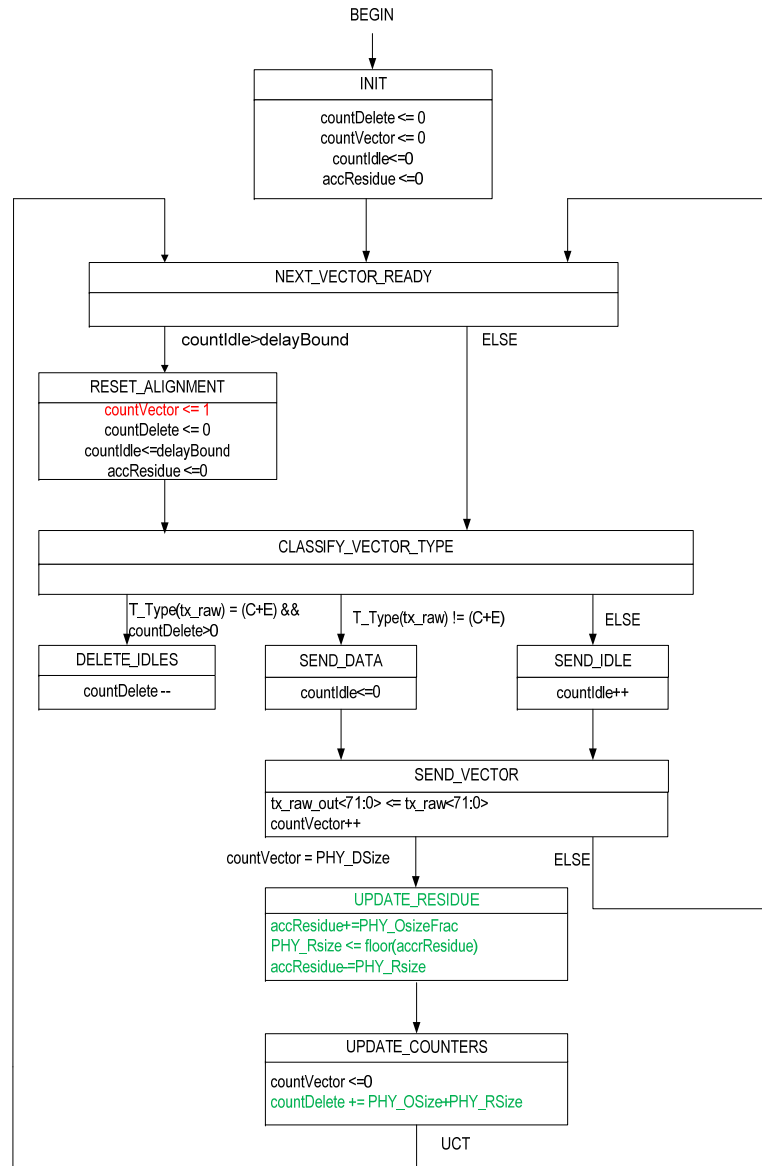 BEGIN
INIT
countDelete <= 0
countVector <= 0
countIdle<=0
accResidue <=0
NEXT_VECTOR_READY
countIdle>delayBound
ELSE
RESET_ALIGNMENT
countVector <= 1
countDelete <= 0
countIdle<=delayBound
accResidue <=0
CLASSIFY_VECTOR_TYPE
T_Type(tx_raw) = (C+E) &&
countDelete>0
T_Type(tx_raw) != (C+E)
ELSE
DELETE_IDLES
countDelete --
SEND_DATA
countIdle<=0
SEND_IDLE
countIdle++
SEND_VECTOR
tx_raw_out<71:0> <= tx_raw<71:0>
countVector++
countVector = PHY_DSize
ELSE
UPDATE_RESIDUE
accResidue+=PHY_OsizeFrac
PHY_Rsize <= floor(accrResidue)
accResidue-=PHY_Rsize
UPDATE_COUNTERS
countVector <=0
countDelete += PHY_OSize+PHY_RSize
UCT